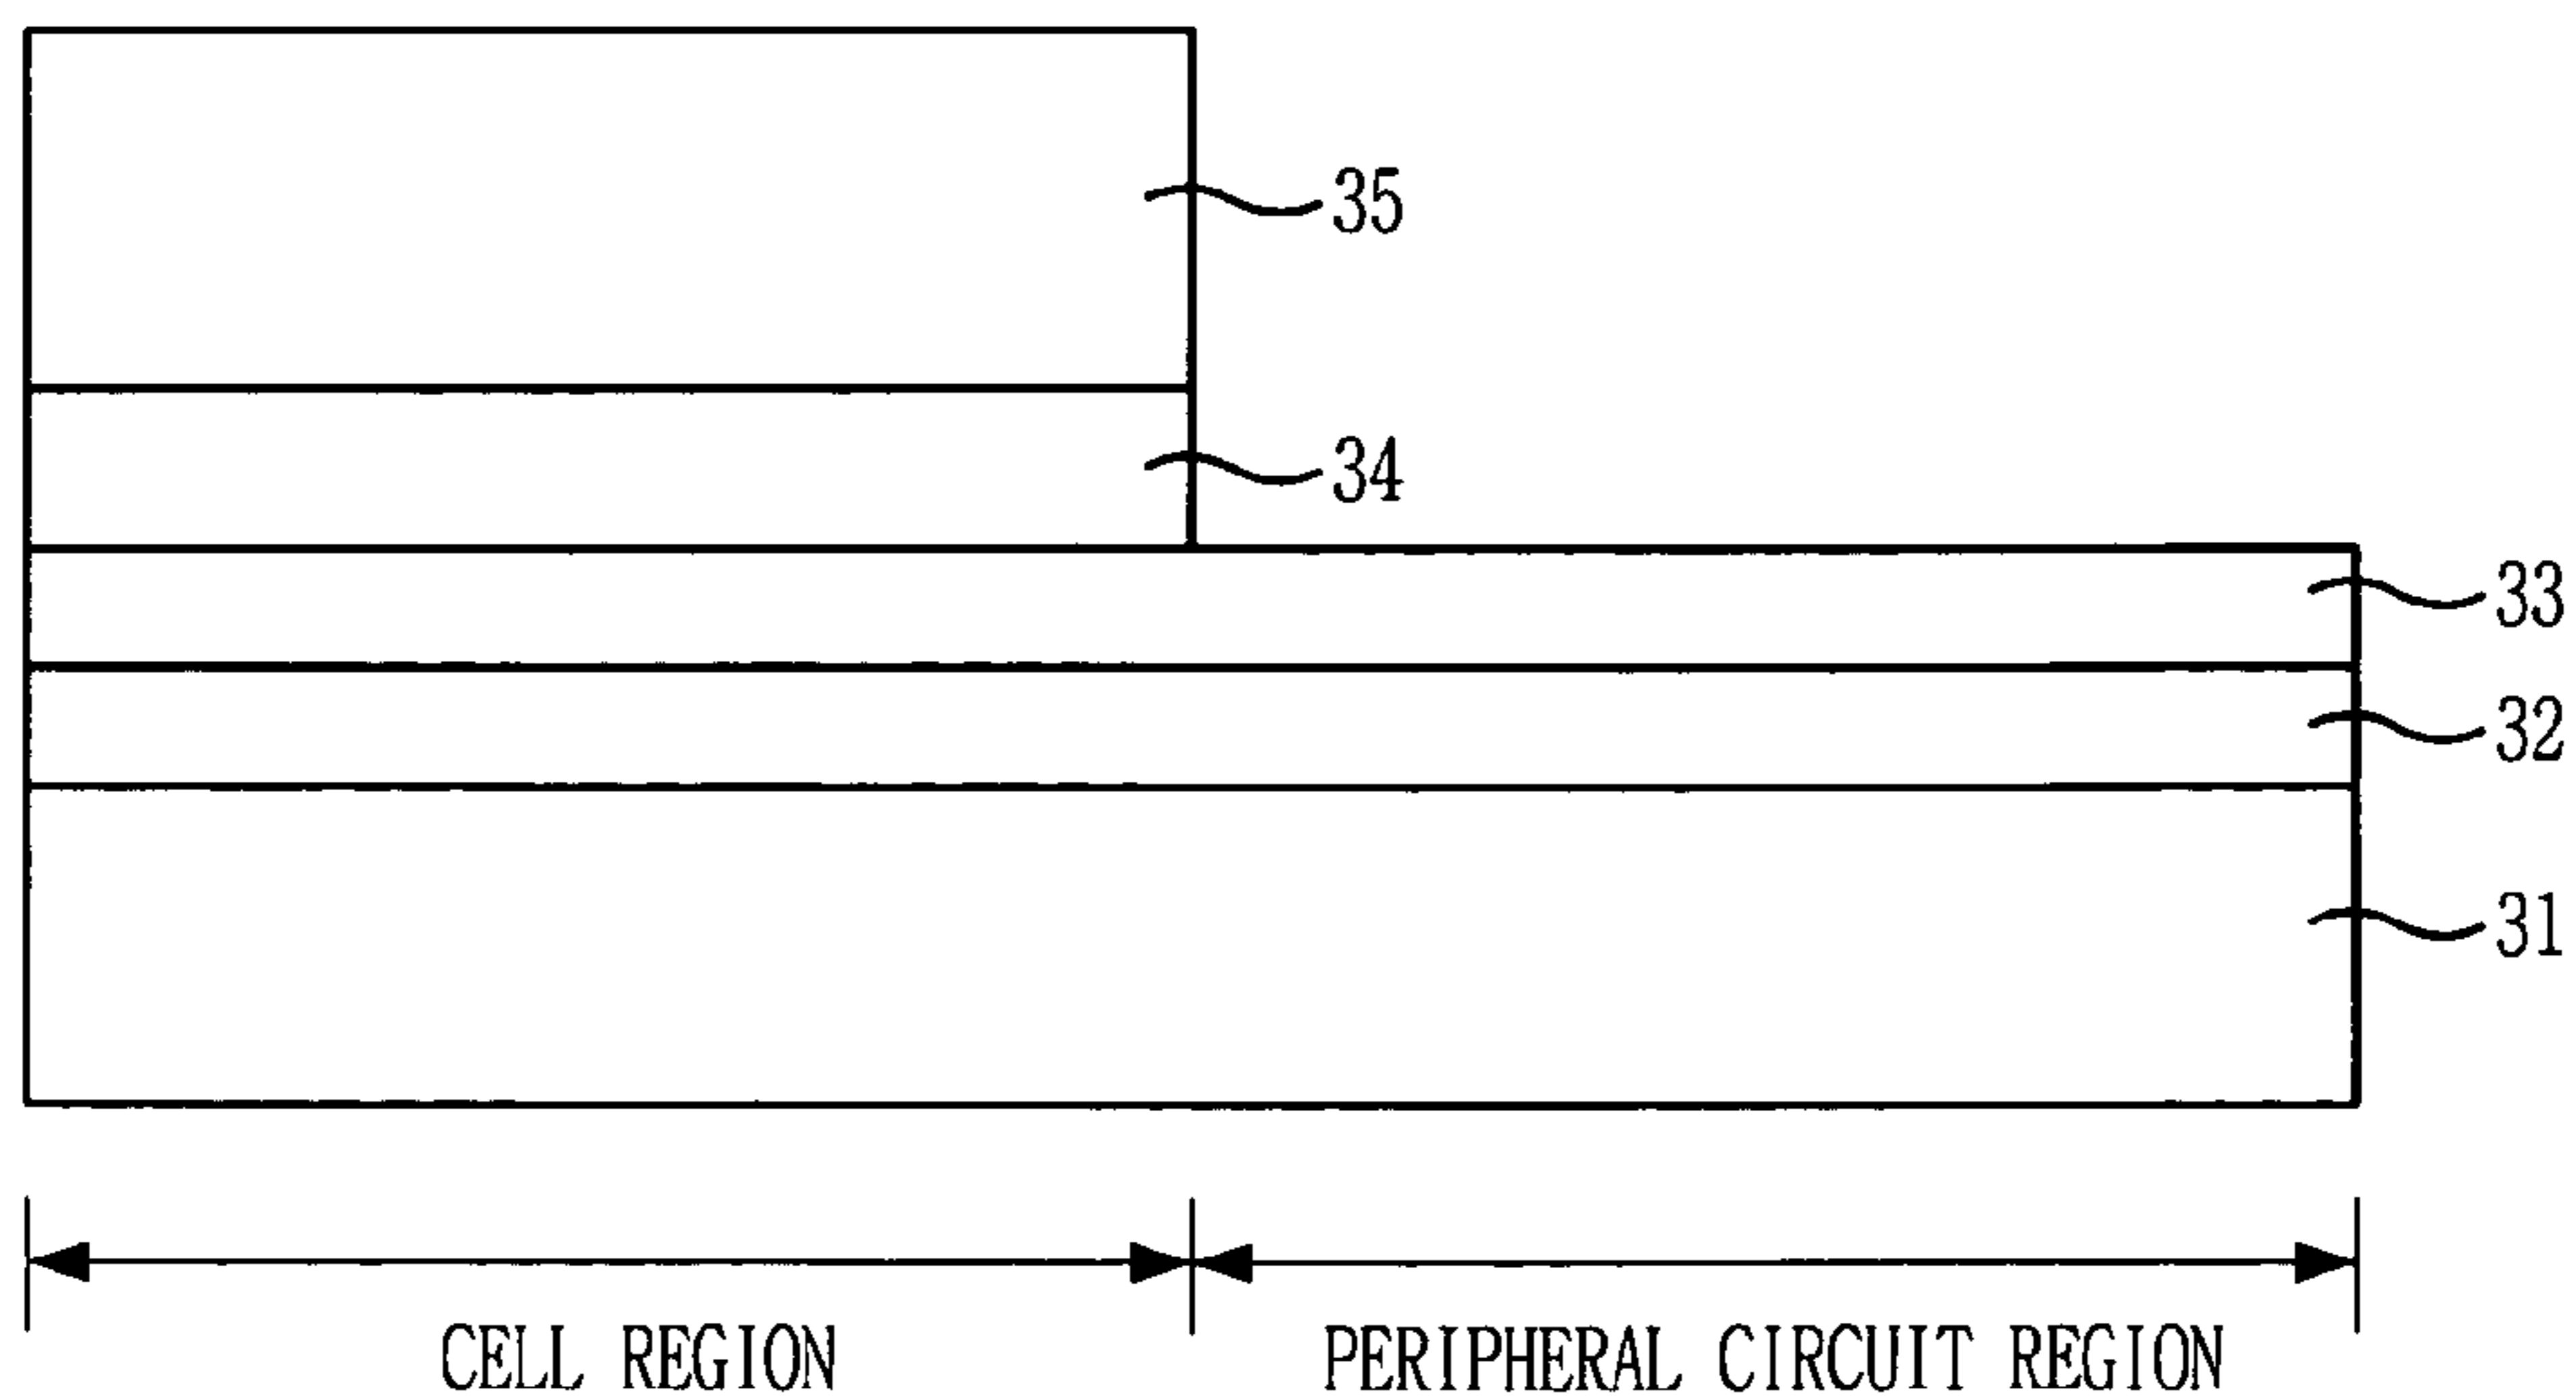 35
34
33
32
31
CELL REGION
PERIPHERAL CIRCUIT REGION